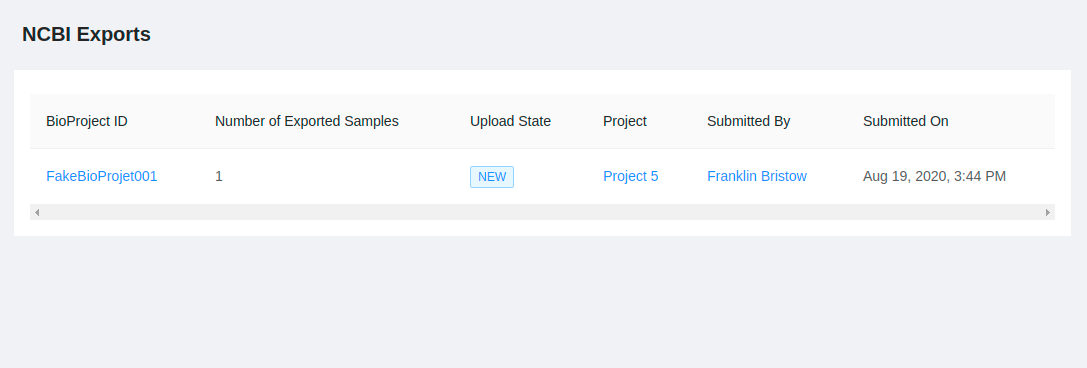 NCBI Exports
BioProject ID Number of Exported Samples Upload State Project Submitted By Submitted On
FakeBioProjet001 1 NEW Project 5 Franklin Bristow Aug 19, 2020, 3:44 PM